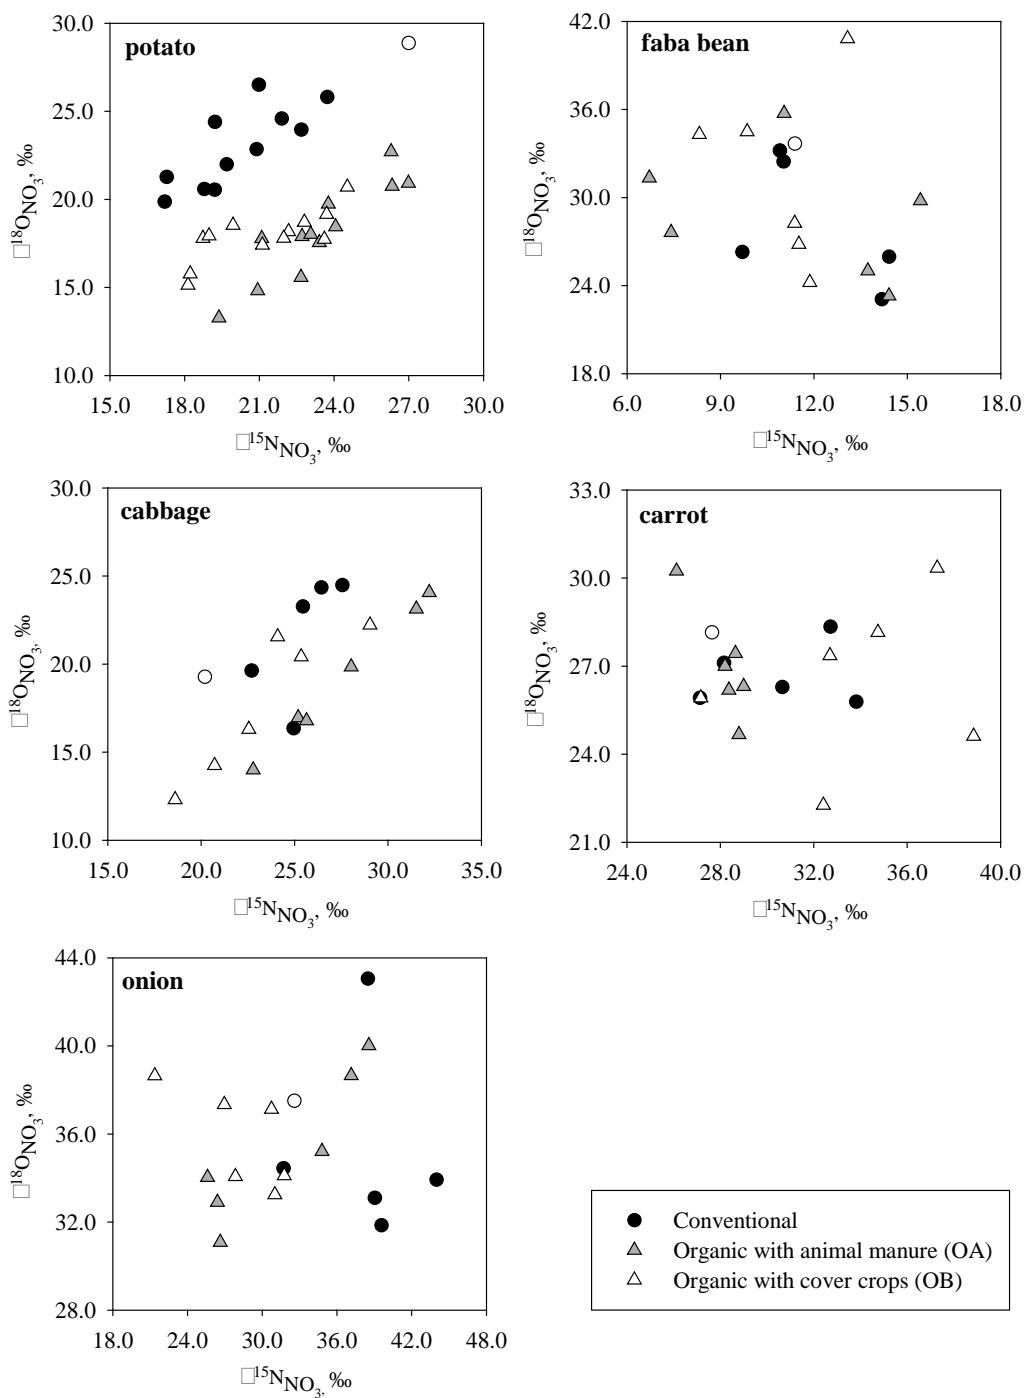 potato
30.0
25.0
20.0
15.0
10.0
15.0 18.0 21.0 24.0 27.0 30.0
□18ONO3, ‰
□15NNO3, ‰
faba bean
42.0
36.0
30.0
24.0
18.0
6.0 9.0 12.0 15.0 18.0
□18ONO3, ‰
□15NNO3, ‰
cabbage
30.0
25.0
20.0
15.0
10.0
15.0 20.0 25.0 30.0 35.0
□18ONO3, ‰
□15NNO3, ‰
carrot
33.0
30.0
27.0
24.0
21.0
24.0 28.0 32.0 36.0 40.0
□18ONO3, ‰
□15NNO3, ‰
onion
44.0
40.0
36.0
32.0
28.0
18.0 24.0 30.0 36.0 42.0 48.0
□18ONO3, ‰
□15NNO3, ‰
Conventional
Organic with animal manure (OA)
Organic with cover crops (OB)